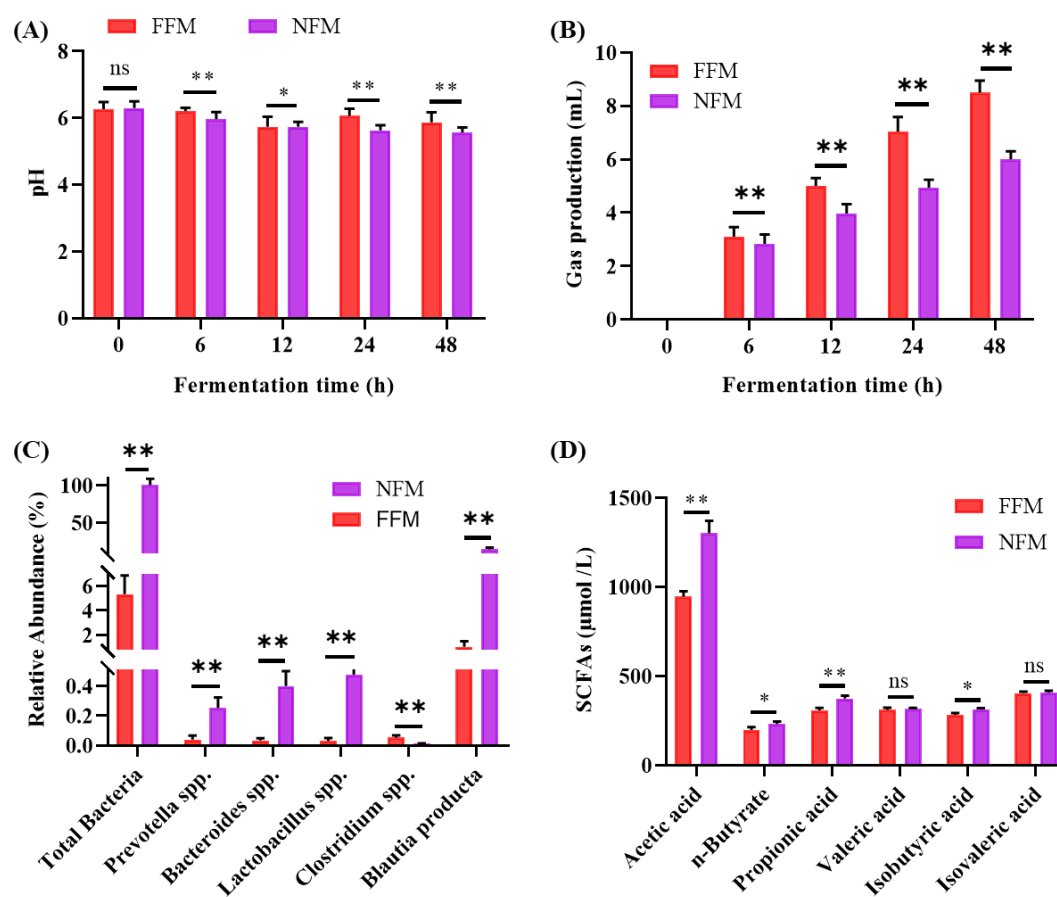 (A)
FFM NFM
8
6
4
2
0
pH
ns ** * ** **
0 6 12 24 48
Fermentation time (h)
(B)
FFM
NFM
10
8
6
4
2
0
Gas production (mL)
** ** ** **
0 6 12 24 48
Fermentation time (h)
(C)
NFM
FFM
100
50
6
4
2
0.4
0.2
0.0
Relative Abundance (%)
** ** ** ** ** **
Total Bacteria
Prevotella spp.
Bacteroides spp.
Lactobacillus spp.
Clostridium spp.
Blautia producta
(D)
FFM
NFM
1500
1000
500
0
SCFAs (μmol /L)
** * ** ns * ns
Acetic acid
n-Butyrate
Propionic acid
Valeric acid
Isobutyric acid
Isovaleric acid